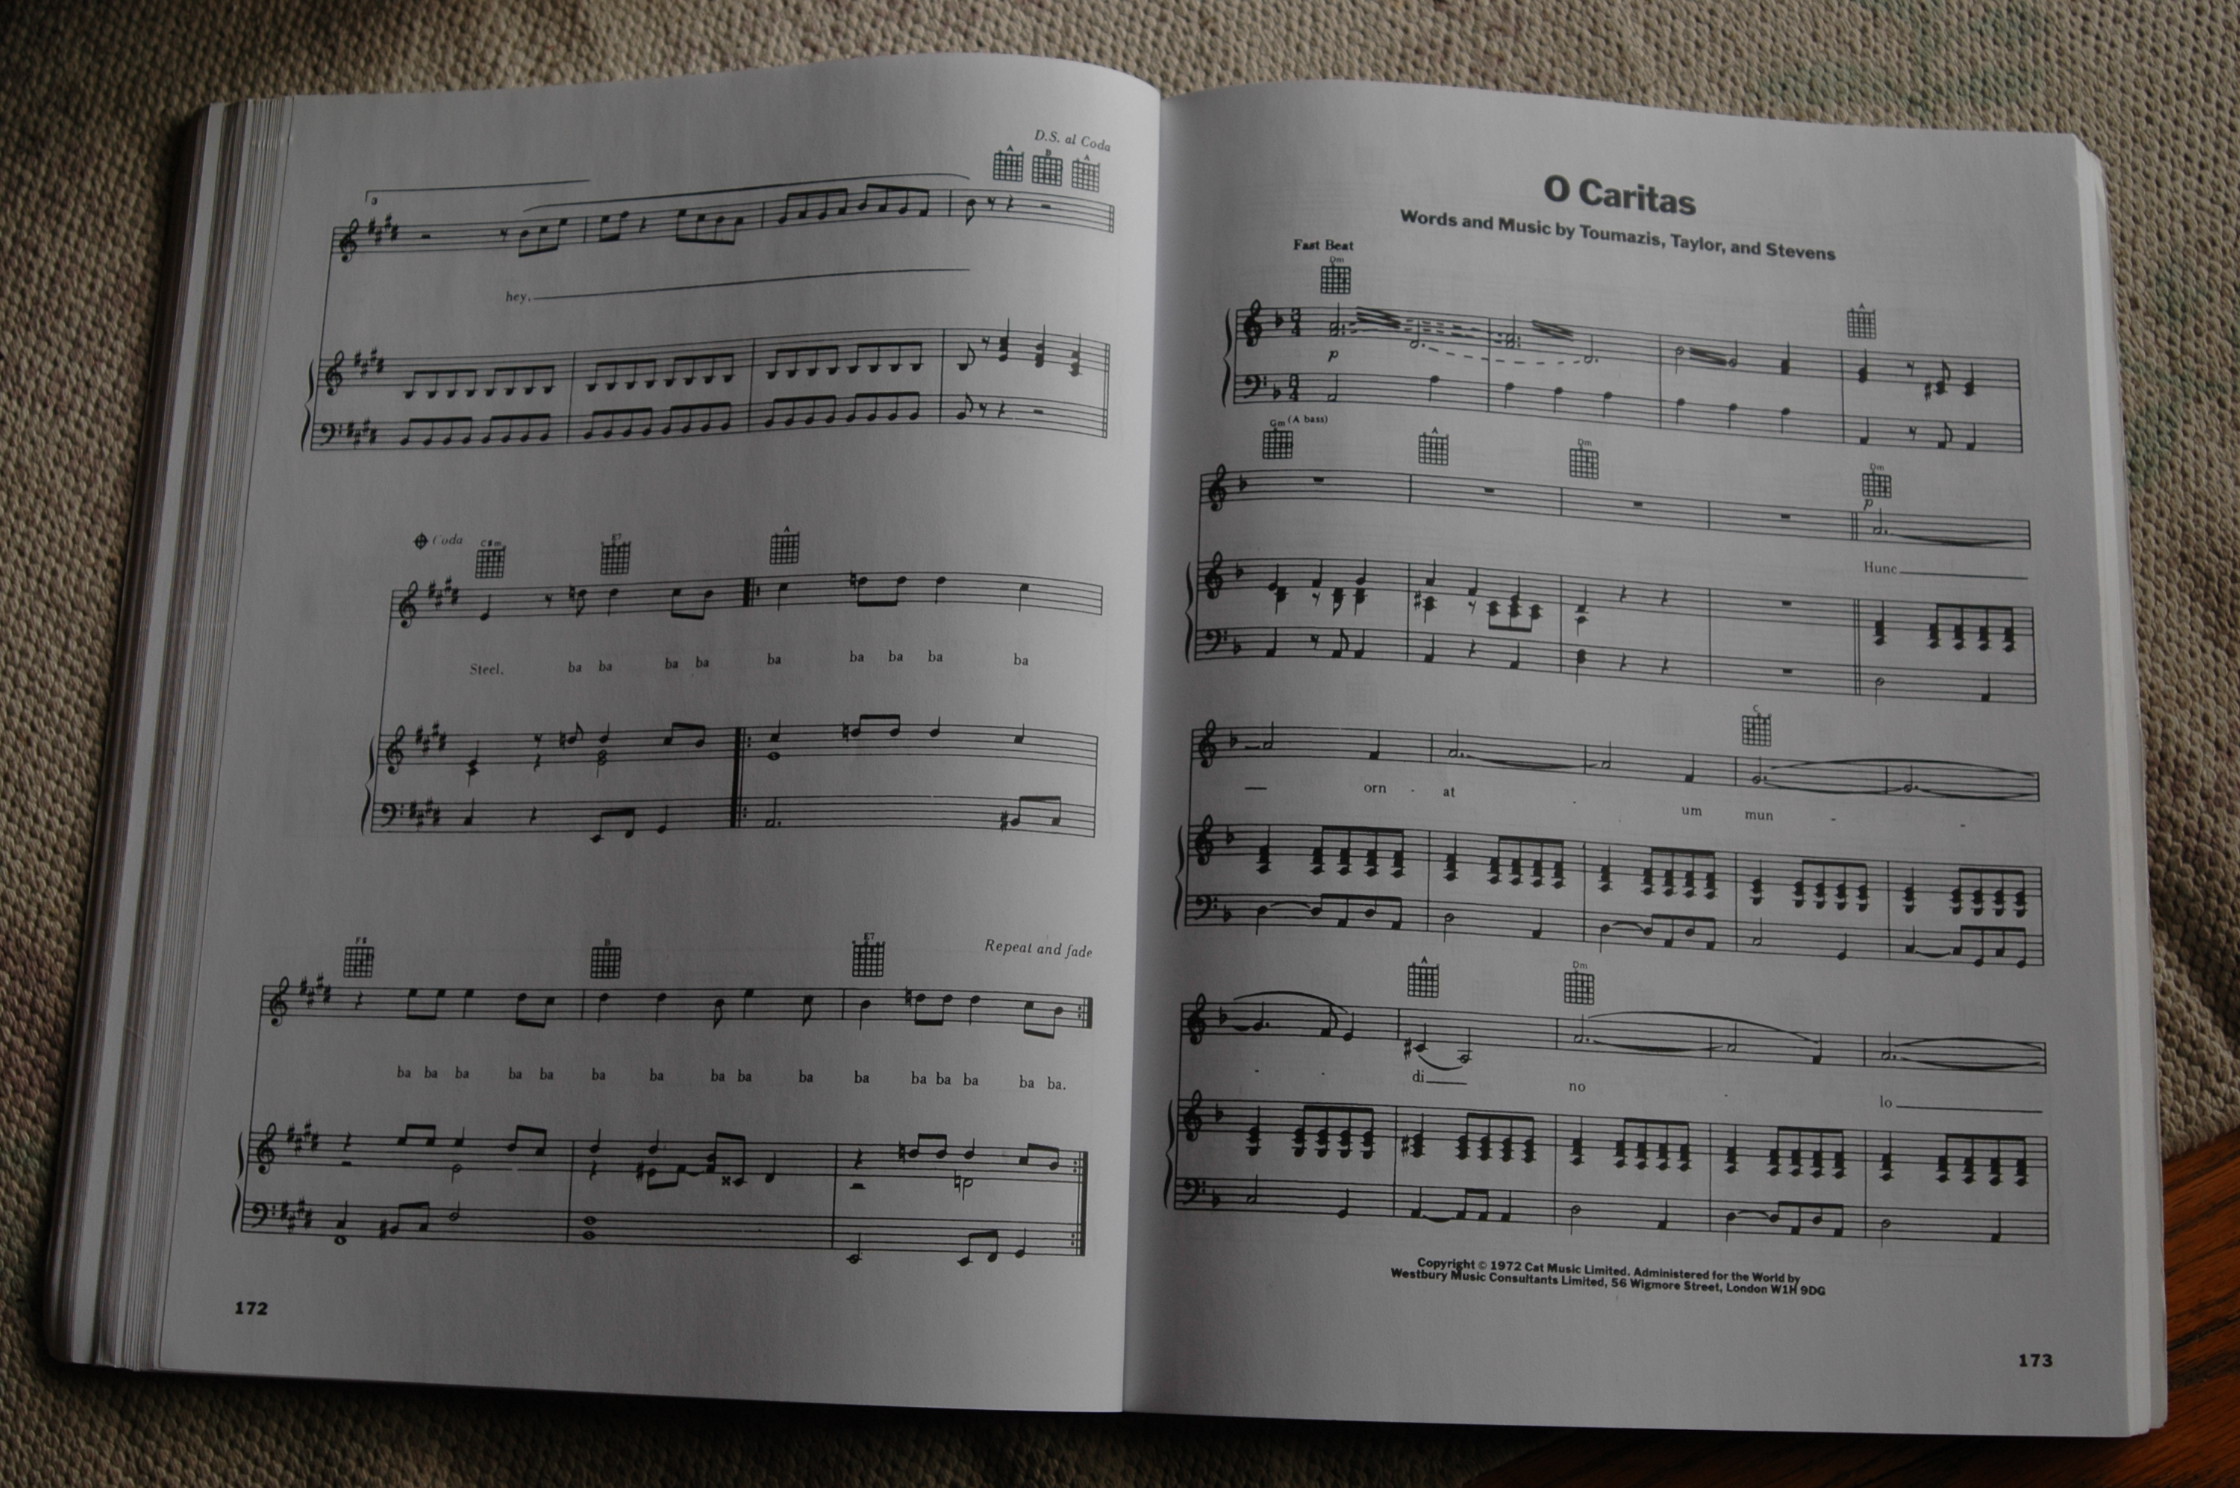 D.S. al Coda
A B A
3
hey,
Coda
C#m E7 A
Steel. ba ba ba ba ba ba ba ba ba
F# B E7
Repeat and fade
ba ba ba ba ba ba ba ba ba ba ba ba ba ba ba ba.
172
O Caritas
Words and Music by Toumazis, Taylor, and Stevens
Fast Beat
Dm A
p
Gm (A bass) A Dm Dm
p
Hunc
C
orn - at um mun -
A Dm
- di no lo
Copyright © 1972 Cat Music Limited. Administered for the World by
Westbury Music Consultants Limited, 56 Wigmore Street, London W1H 9DG
173